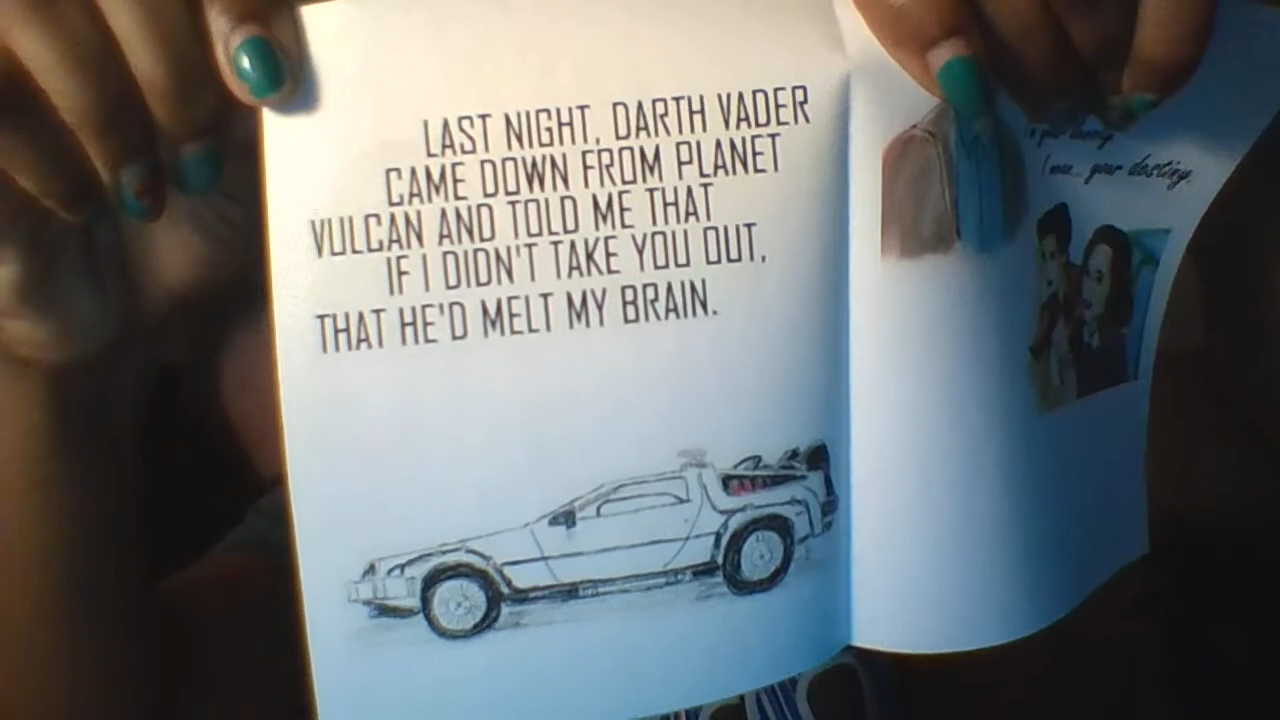 LAST NIGHT, DARTH VADER
CAME DOWN FROM PLANET
VULCAN AND TOLD ME THAT
IF I DIDN'T TAKE YOU OUT,
THAT HE'D MELT MY BRAIN.
your density.
I mean... your destiny.